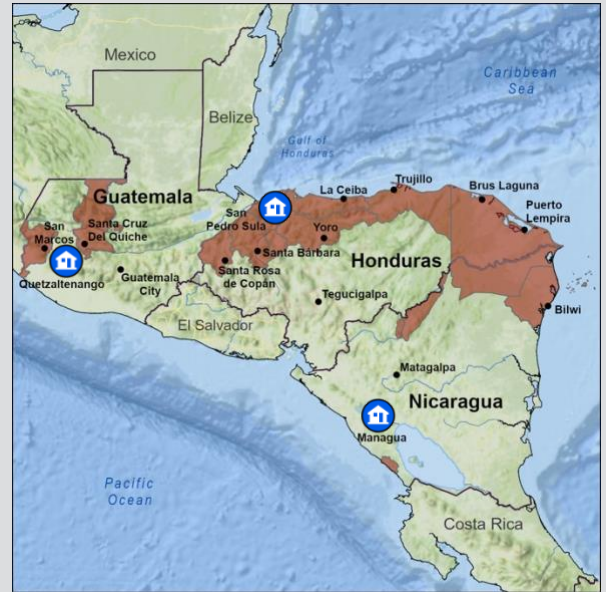 Mexico
Caribbean
Sea
Belize
Gulf of
Honduras
Trujillo
La Ceiba
Brus Laguna
Guatemala
Puerto
Lempira
San
Pedro Sula
San
Marcos
Santa Cruz
Del Quiche
Yoro
Santa Bárbara
Honduras
Santa Rosa
de Copán
Quetzaltenango
Guatemala
City
Tegucigalpa
Bilwi
El Salvador
Matagalpa
Nicaragua
Managua
Pacific
Ocean
Costa Rica